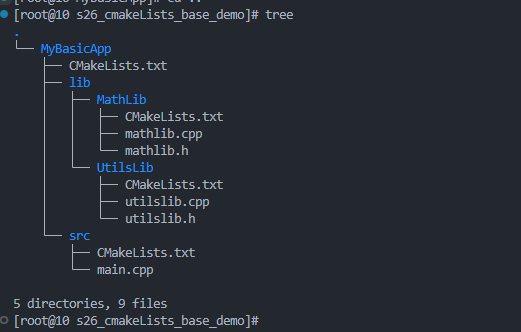 [root@10 s26_cmakeLists_base_demo]# tree
.
└── MyBasicApp
    ├── CMakeLists.txt
    ├── lib
    │   ├── MathLib
    │   │   ├── CMakeLists.txt
    │   │   ├── mathlib.cpp
    │   │   └── mathlib.h
    │   └── UtilsLib
    │       ├── CMakeLists.txt
    │       ├── utilslib.cpp
    │       └── utilslib.h
    └── src
        ├── CMakeLists.txt
        └── main.cpp

5 directories, 9 files
[root@10 s26_cmakeLists_base_demo]#